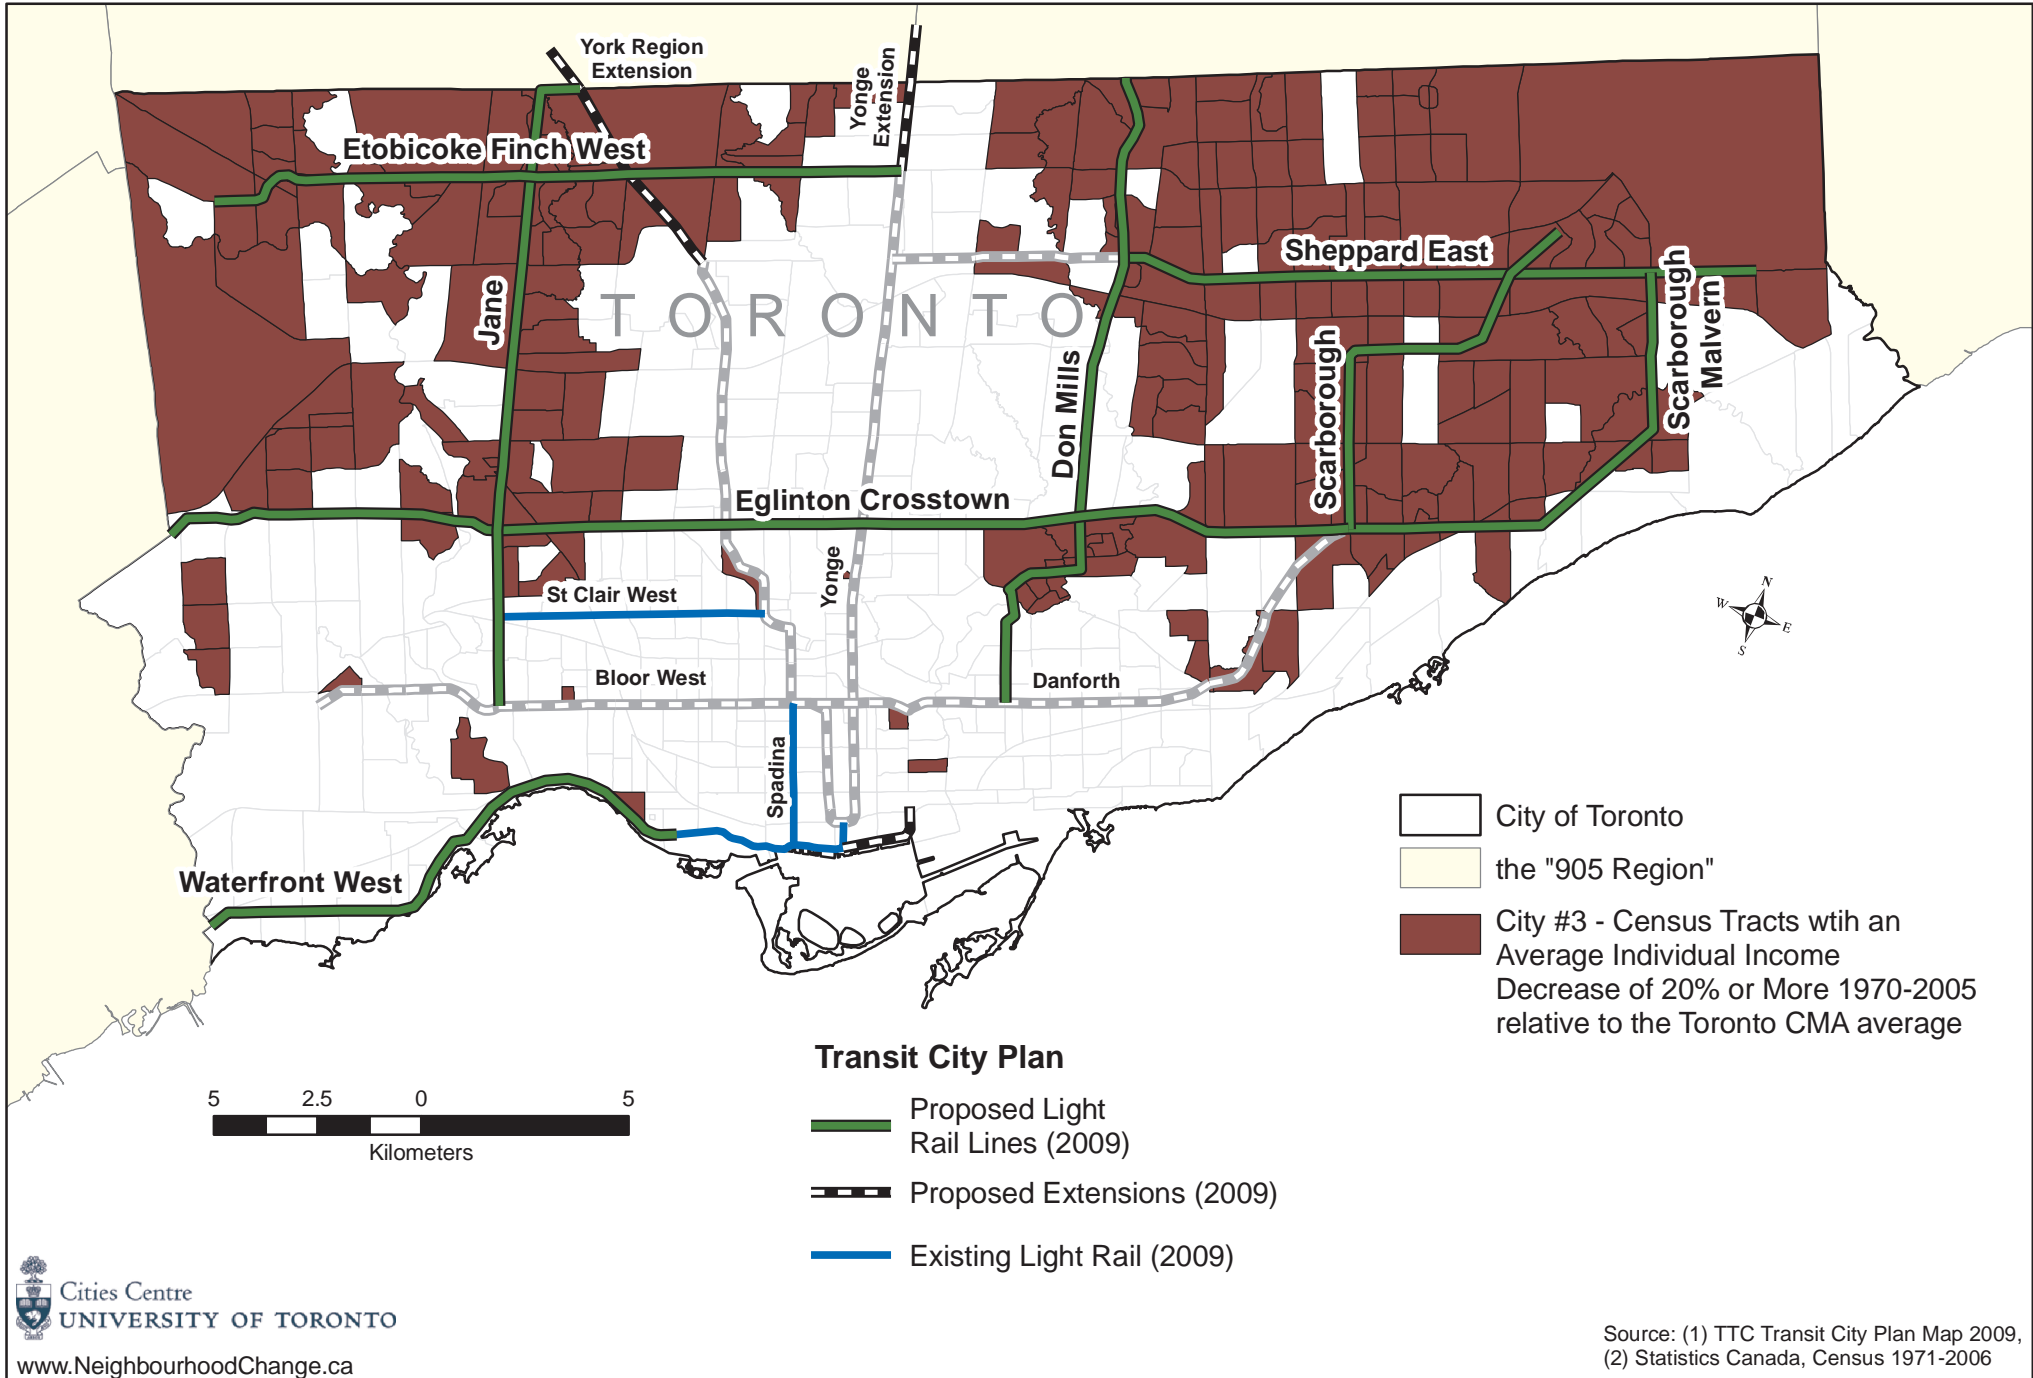 York Region
Extension
Yonge
Extension
Etobicoke Finch West
Sheppard East
Jane
TORONTO
Scarborough
Malvern
Scarborough
Don Mills
Eglinton Crosstown
Yonge
St Clair West
Bloor West
Danforth
Spadina
Waterfront West
N
W
E
S
City of Toronto
the "905 Region"
City #3 - Census Tracts wtih an
Average Individual Income
Decrease of 20% or More 1970-2005
relative to the Toronto CMA average
Transit City Plan
Proposed Light
Rail Lines (2009)
Proposed Extensions (2009)
Existing Light Rail (2009)
5 2.5 0 5
Kilometers
Cities Centre
UNIVERSITY OF TORONTO
www.NeighbourhoodChange.ca
Source: (1) TTC Transit City Plan Map 2009,
(2) Statistics Canada, Census 1971-2006